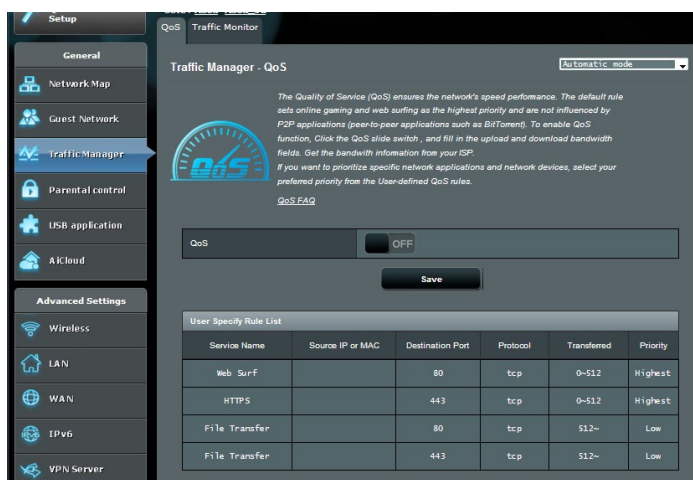 Setup
General
Network Map
Guest Network
Traffic Manager
Parental control
USB application
AiCloud
Advanced Settings
Wireless
LAN
WAN
IPv6
VPN Server
QoS
Traffic Monitor
Traffic Manager - QoS
Automatic mode
The Quality of Service (QoS) ensures the network's speed performance. The default rule
sets online gaming and web surfing as the highest priority and are not influenced by
P2P applications (peer-to-peer applications such as BitTorrent). To enable QoS
function, Click the QoS slide switch , and fill in the upload and download bandwidth
fields. Get the bandwith information from your ISP.
If you want to prioritize specific network applications and network devices, select your
preferred priority from the User-defined QoS rules.
QoS FAQ
QoS
QoS
OFF
Save
User Specify Rule List
Service Name Source IP or MAC Destination Port Protocol Transferred Priority
Web Surf 80 tcp 0~512 Highest
HTTPS 443 tcp 0~512 Highest
File Transfer 80 tcp 512~ Low
File Transfer 443 tcp 512~ Low